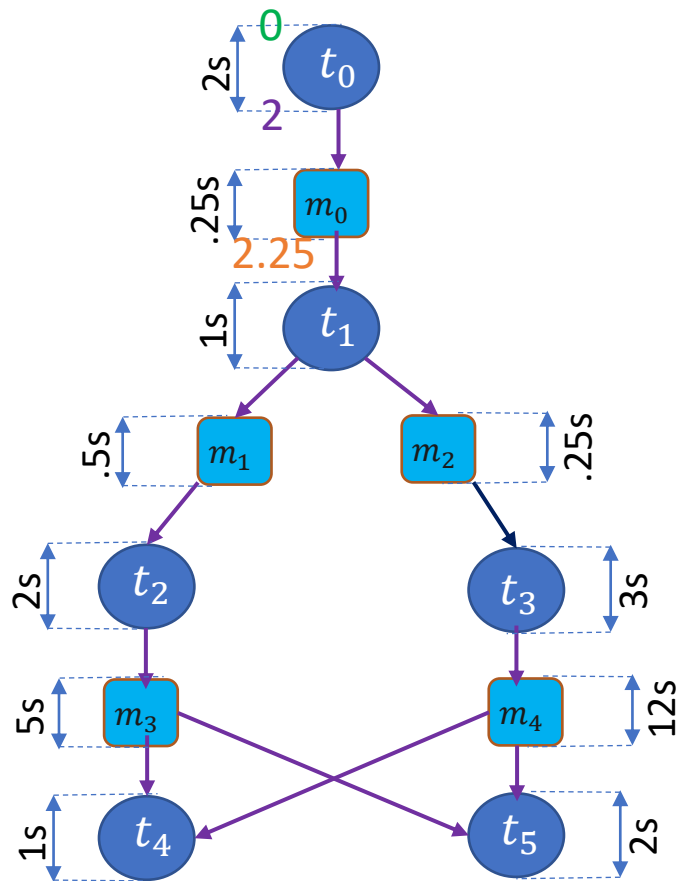 0
2s
t₀
2
.25s
m₀
2.25
1s
t₁
.5s
m₁
m₂
.25s
2s
t₂
t₃
3s
5s
m₃
m₄
12s
1s
t₄
t₅
2s